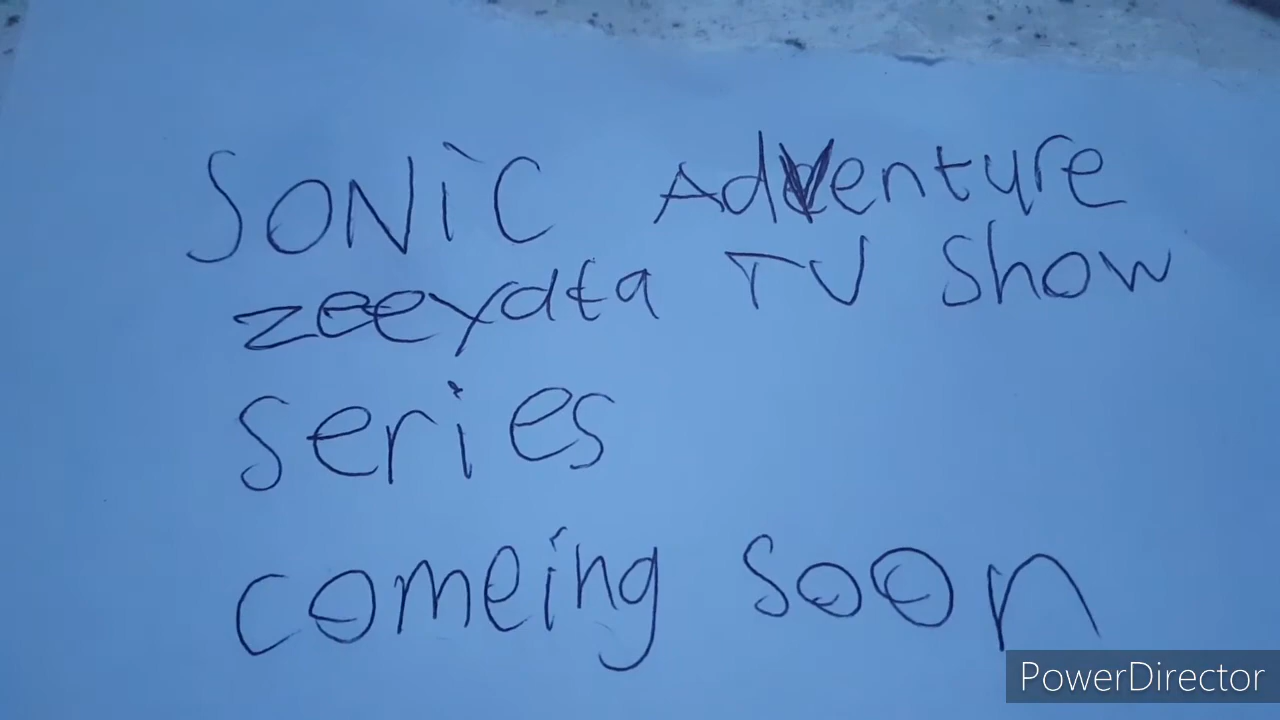 SONiC AdVenture
zeeydta TV Show
Series
comeing Soon
PowerDirector